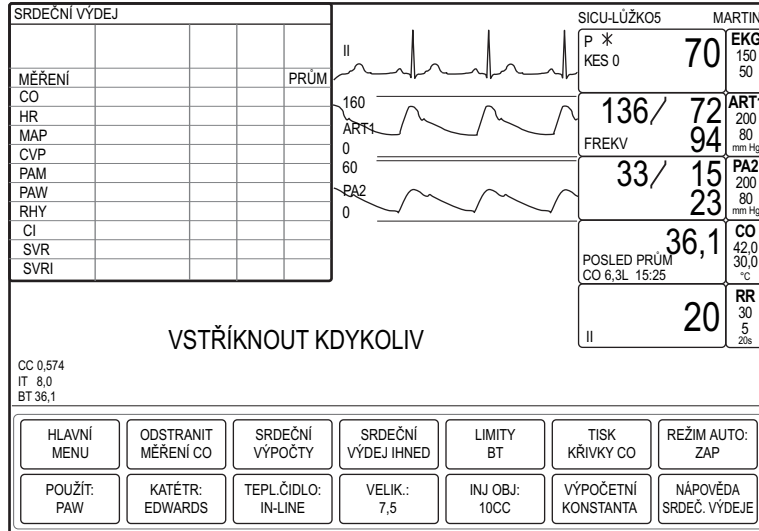 SRDEČNÍ VÝDEJ
MĚŘENÍ PRŮM
CO
HR
MAP
CVP
PAM
PAW
RHY
CI
SVR
SVRI
II
160
ART1
0
60
PA2
0
SICU-LŮŽKO5 MARTIN
P
KES 0
70
EKG
150
50
136/ 72
94
FREKV
ART1
200
80
mm Hg
33/ 15
23
PA2
200
80
mm Hg
36,1
POSLED PRŮM
CO 6,3L 15:25
CO
42,0
30,0
°C
20
II
RR
30
5
20s
VSTŘÍKNOUT KDYKOLIV
CC 0,574
IT 8,0
BT 36,1
HLAVNÍ MENU
ODSTRANIT MĚŘENÍ CO
SRDEČNÍ VÝPOČTY
SRDEČNÍ VÝDEJ IHNED
LIMITY BT
TISK KŘIVKY CO
REŽIM AUTO: ZAP
POUŽÍT: PAW
KATÉTR: EDWARDS
TEPL.ČIDLO: IN-LINE
VELIK.: 7,5
INJ OBJ: 10CC
VÝPOČETNÍ KONSTANTA
NÁPOVĚDA SRDEČ. VÝDEJE